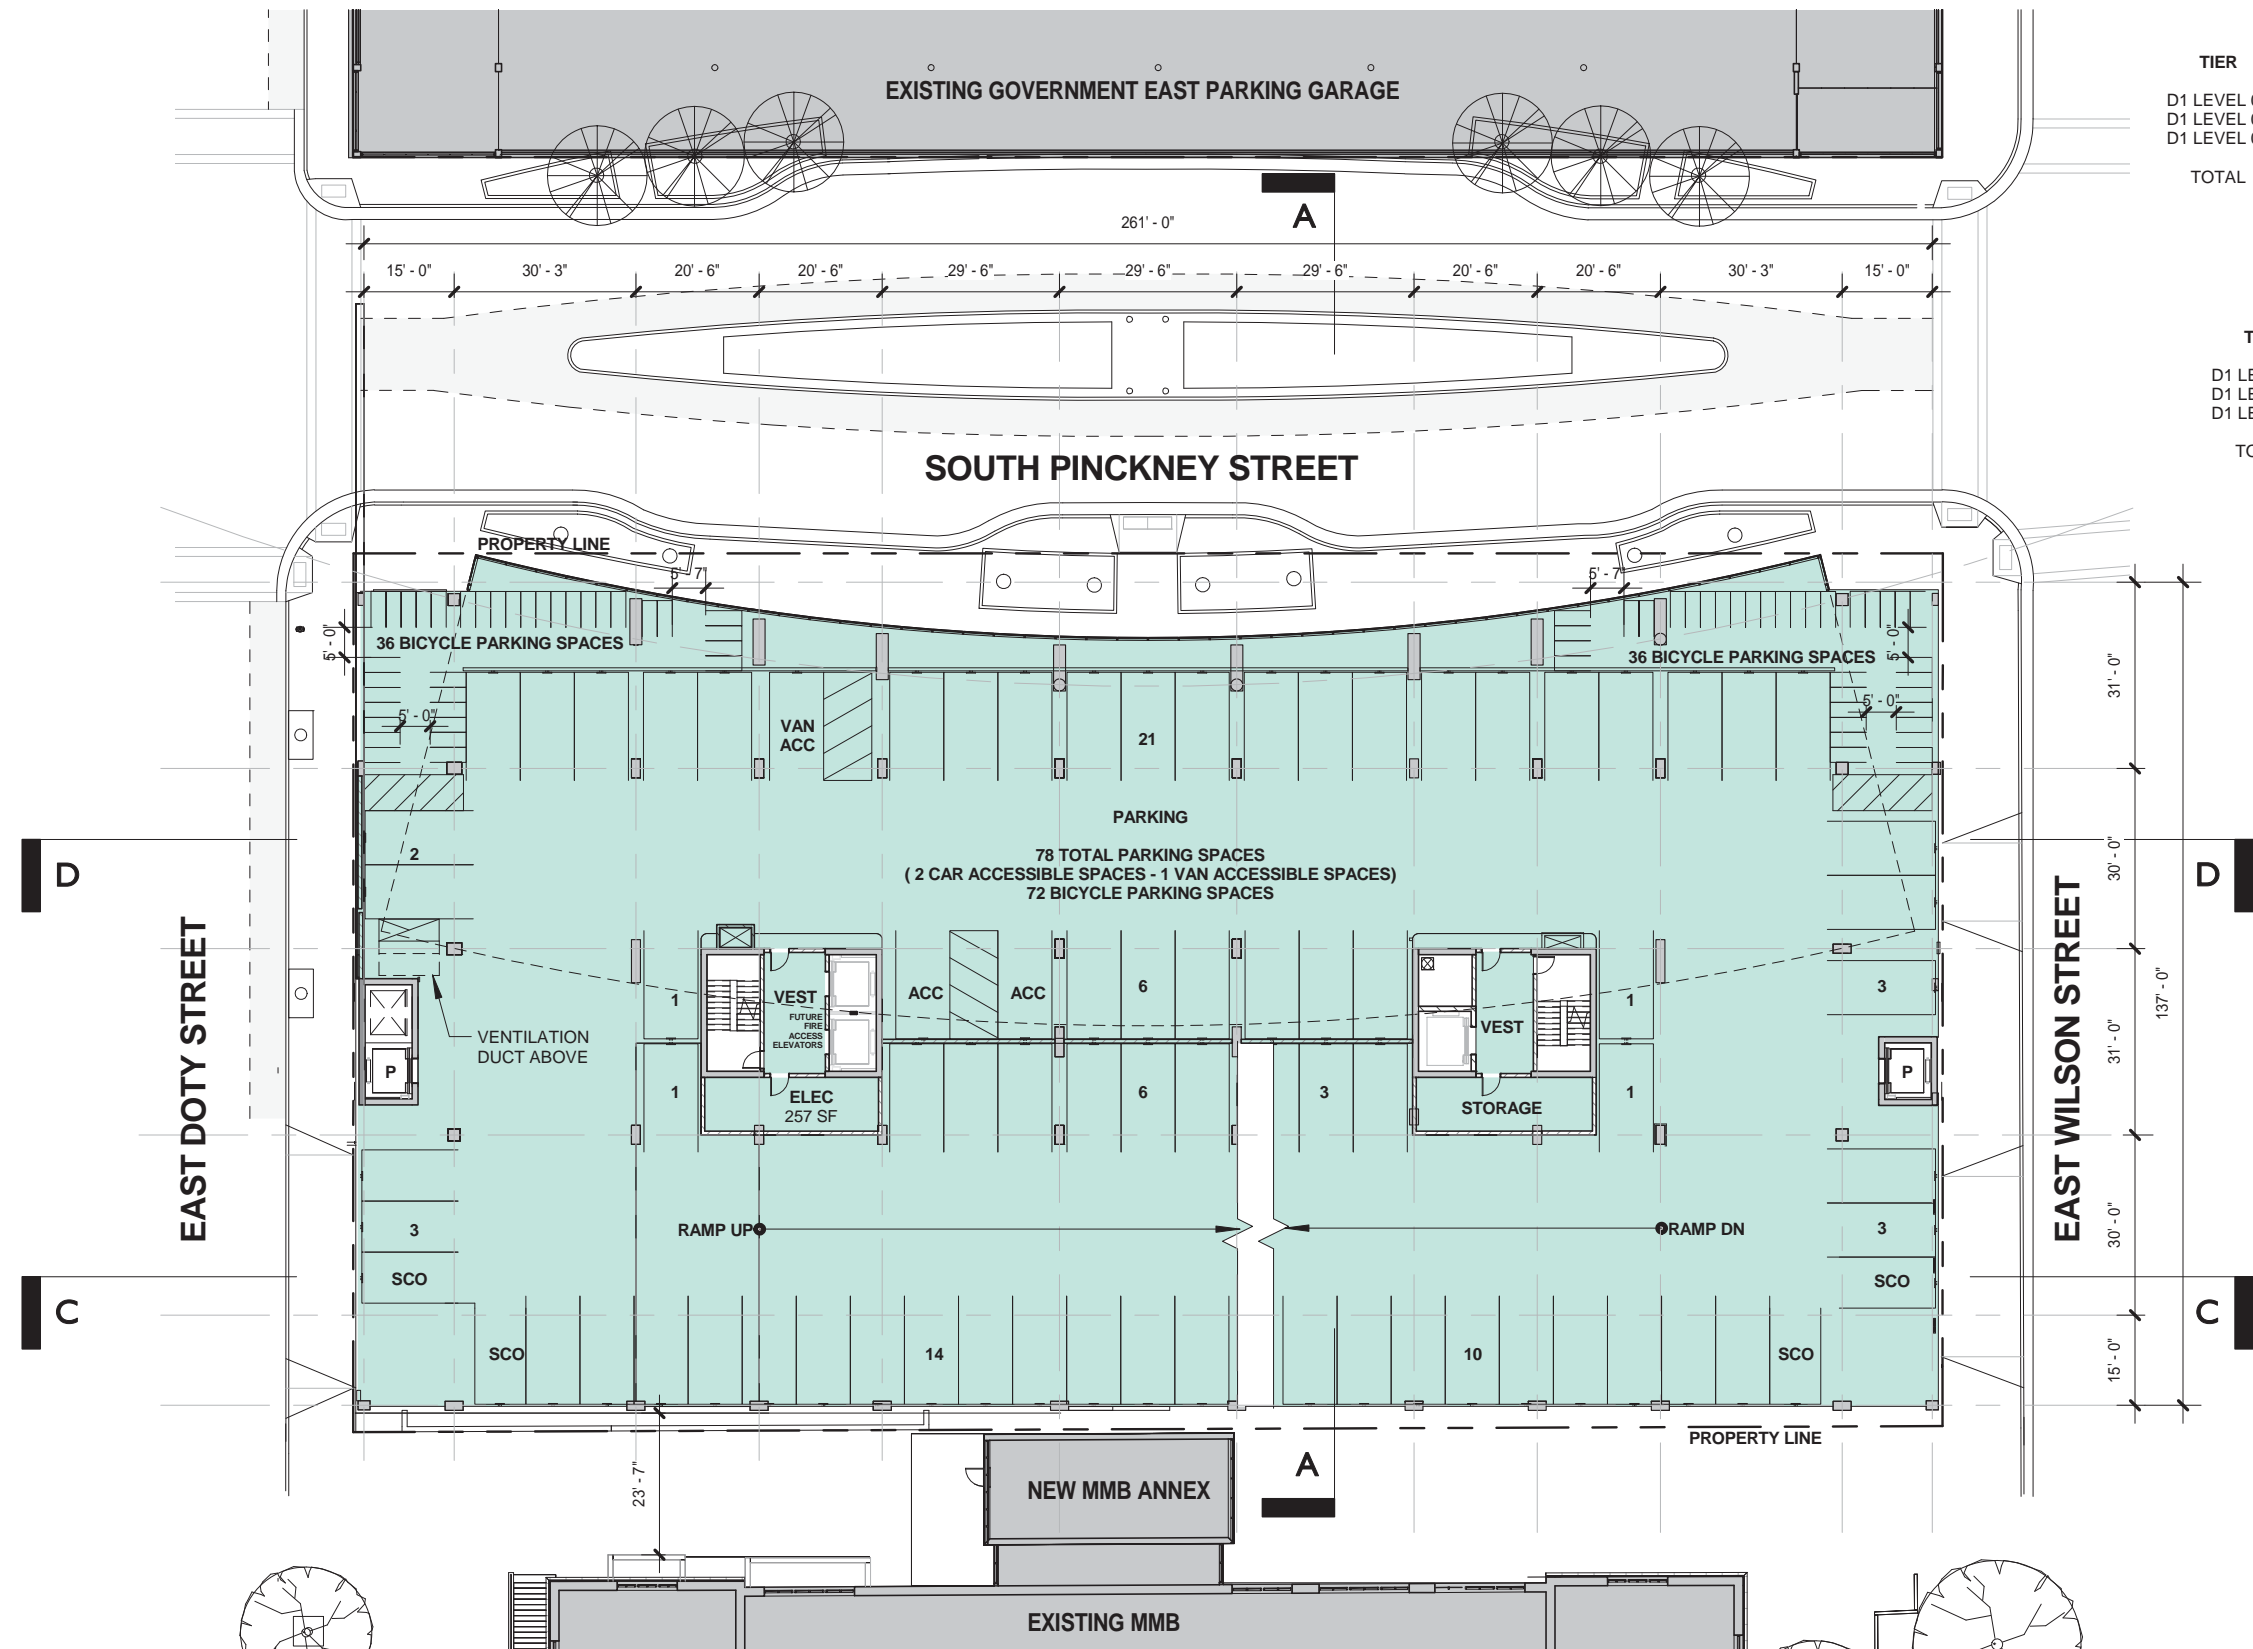 TIER
D1 LEVEL
D1 LEVEL
D1 LEVEL
TOTAL
EXISTING GOVERNMENT EAST PARKING GARAGE
A
261' - 0"
15' - 0" 30' - 3" 20' - 6" 20' - 6" 29' - 6" 29' - 6" 29' - 6" 20' - 6" 20' - 6" 30' - 3" 15' - 0"
D1 LE
D1 LE
D1 LE
SOUTH PINCKNEY STREET
PROPERTY LINE
5' - 7"
5' - 7"
5' - 0"
36 BICYCLE PARKING SPACES
36 BICYCLE PARKING SPACES
5' - 0"
31' - 0"
5' - 0"
5' - 0"
VAN
ACC
21
PARKING
78 TOTAL PARKING SPACES
( 2 CAR ACCESSIBLE SPACES - 1 VAN ACCESSIBLE SPACES)
72 BICYCLE PARKING SPACES
2
D
D
30' - 0"
EAST DOTY STREET
EAST WILSON STREET
137' - 0"
1
VEST
FUTURE
FIRE
ACCESS
ELEVATORS
ACC
ACC
6
VEST
1
3
VENTILATION
DUCT ABOVE
31' - 0"
P
P
1
ELEC
257 SF
6
3
STORAGE
1
3
RAMP UP
RAMP DN
3
30' - 0"
SCO
SCO
C
C
SCO
14
10
SCO
15' - 0"
PROPERTY LINE
23' - 7"
A
NEW MMB ANNEX
EXISTING MMB